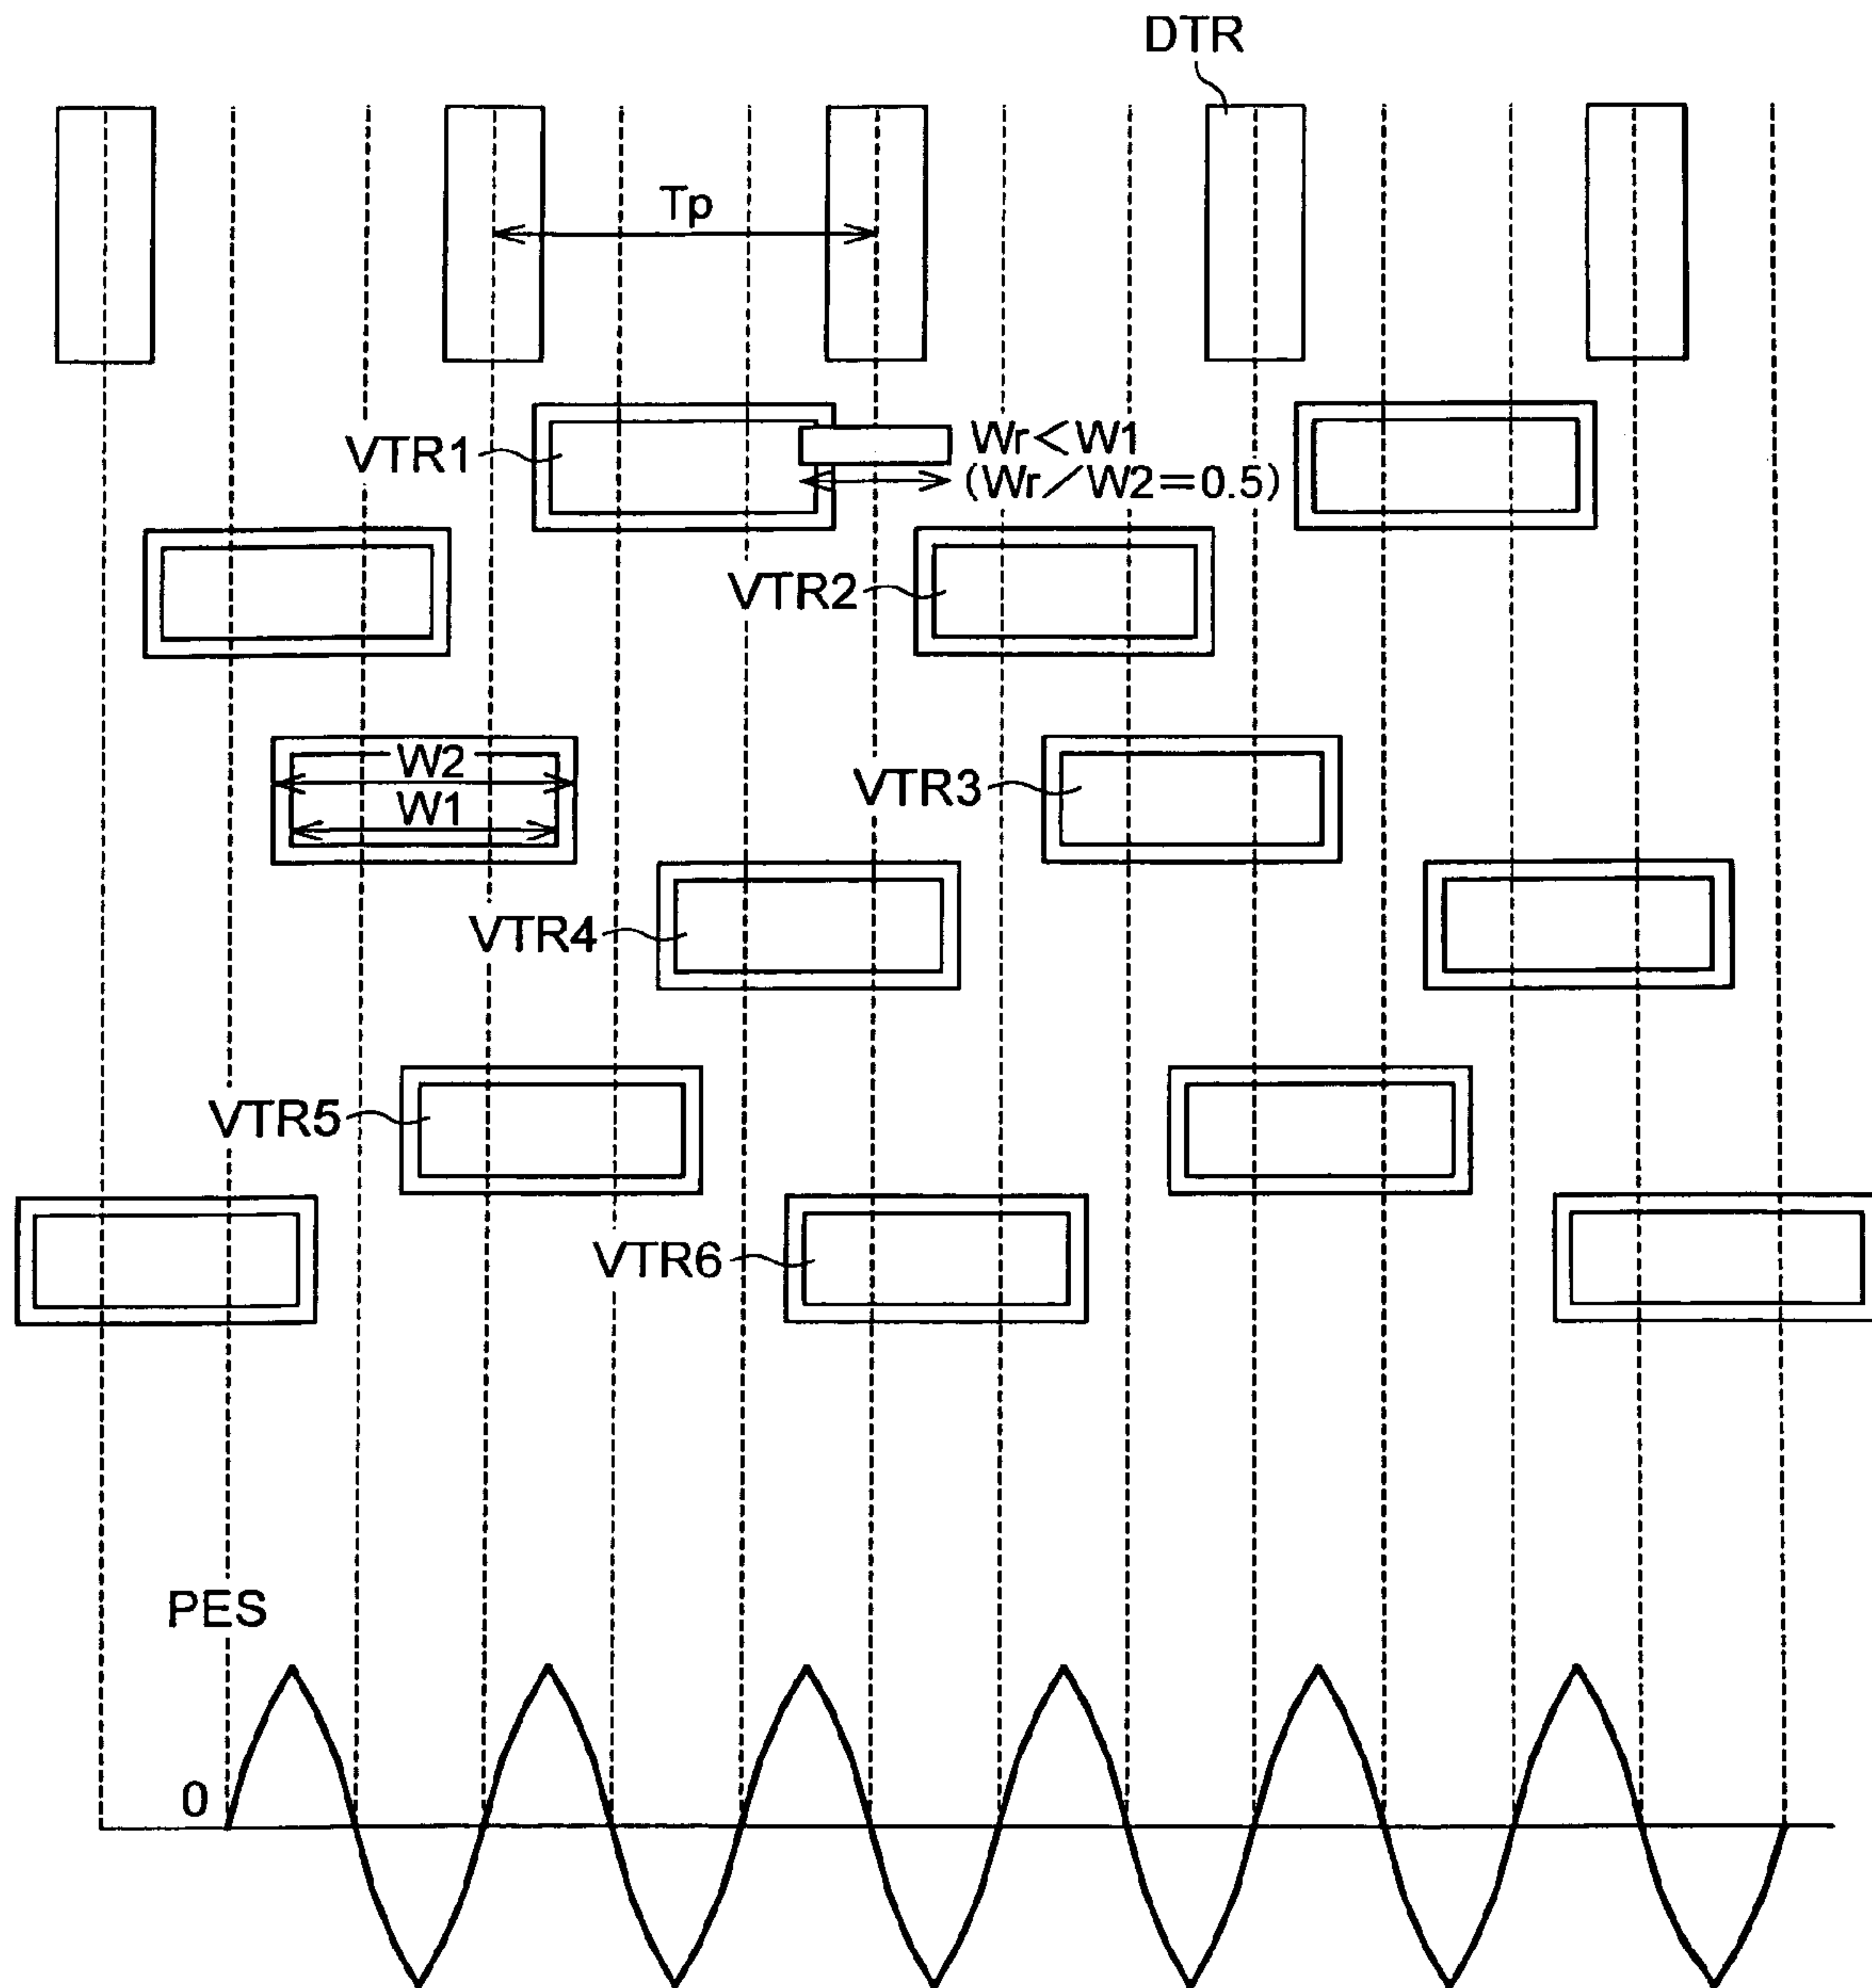 DTR
Tp
VTR1
Wr<W1
(Wr/W2=0.5)
VTR2
W2
W1
VTR3
VTR4
VTR5
VTR6
PES
0